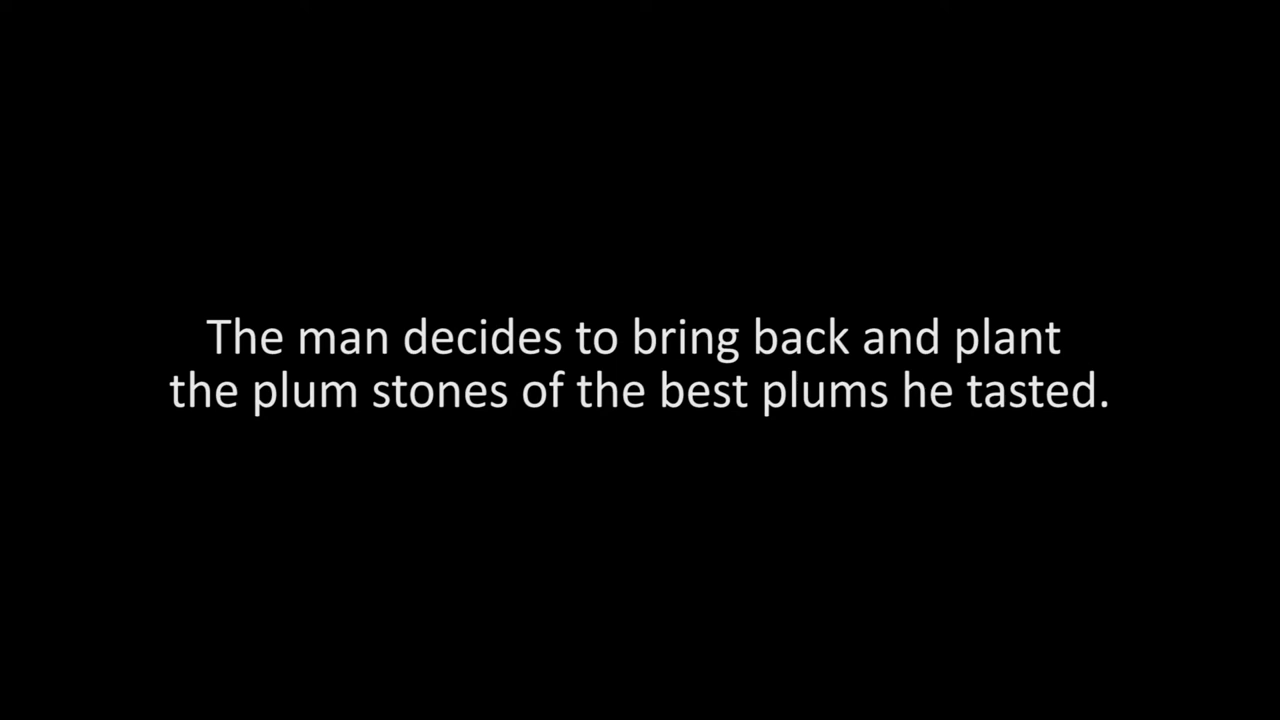 The man decides to bring back and plant
the plum stones of the best plums he tasted.